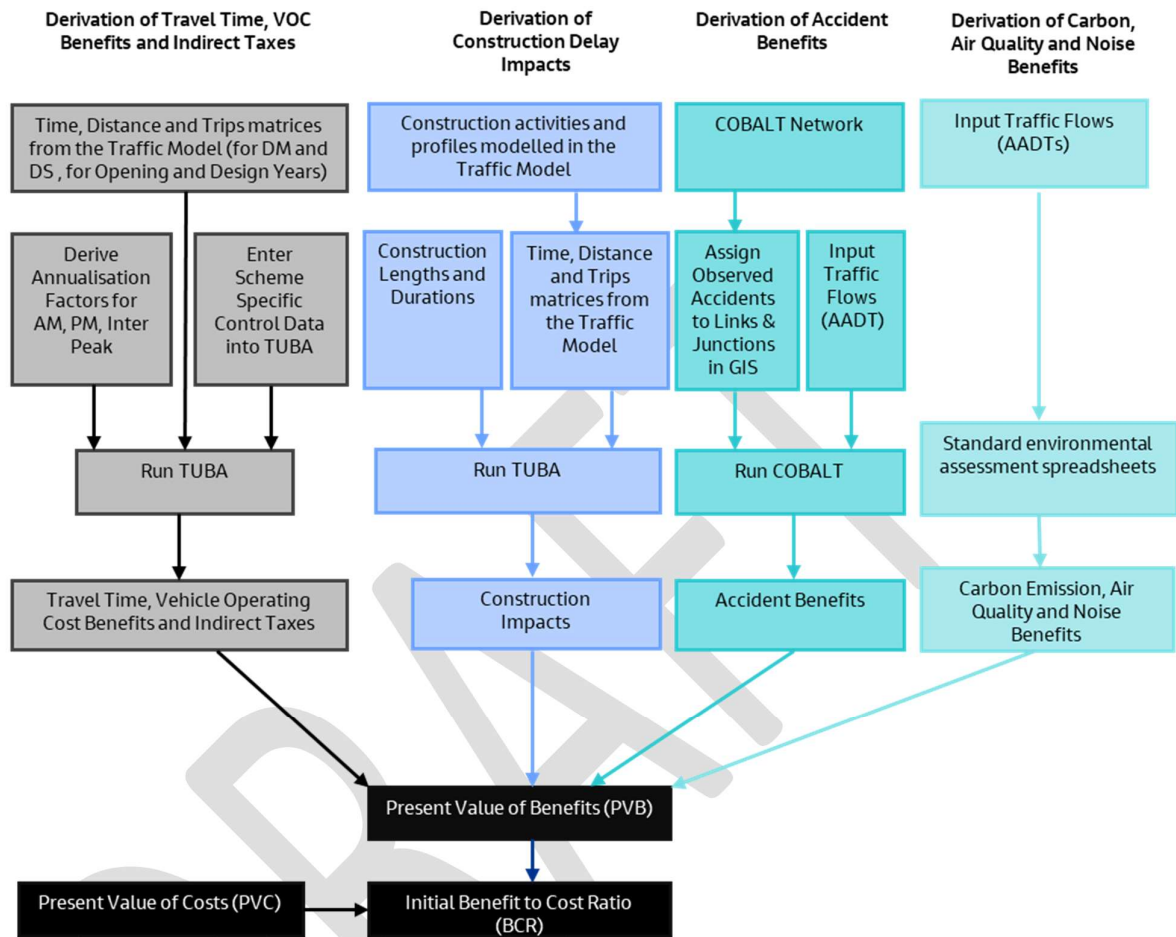 Derivation of Travel Time, VOC
Benefits and Indirect Taxes
Derivation of
Construction Delay
Impacts
Derivation of Accident
Benefits
Derivation of Carbon,
Air Quality and Noise
Benefits
Time, Distance and Trips matrices
from the Traffic Model (for DM and
DS , for Opening and Design Years)
Construction activities and
profiles modelled in the
Traffic Model
COBALT Network
Input Traffic Flows
(AADTs)
Derive
Annualisation
Factors for
AM, PM, Inter
Peak
Enter
Scheme
Specific
Control Data
into TUBA
Construction
Lengths and
Durations
Time, Distance
and Trips
matrices from
the Traffic
Model
Assign
Observed
Accidents
to Links &
Junctions
in GIS
Input
Traffic
Flows
(AADT)
Run TUBA
Run TUBA
Run COBALT
Standard environmental
assessment spreadsheets
Travel Time, Vehicle Operating
Cost Benefits and Indirect Taxes
Construction
Impacts
Accident Benefits
Carbon Emission, Air
Quality and Noise
Benefits
Present Value of Benefits (PVB)
Present Value of Costs (PVC)
Initial Benefit to Cost Ratio
(BCR)
DRAFT